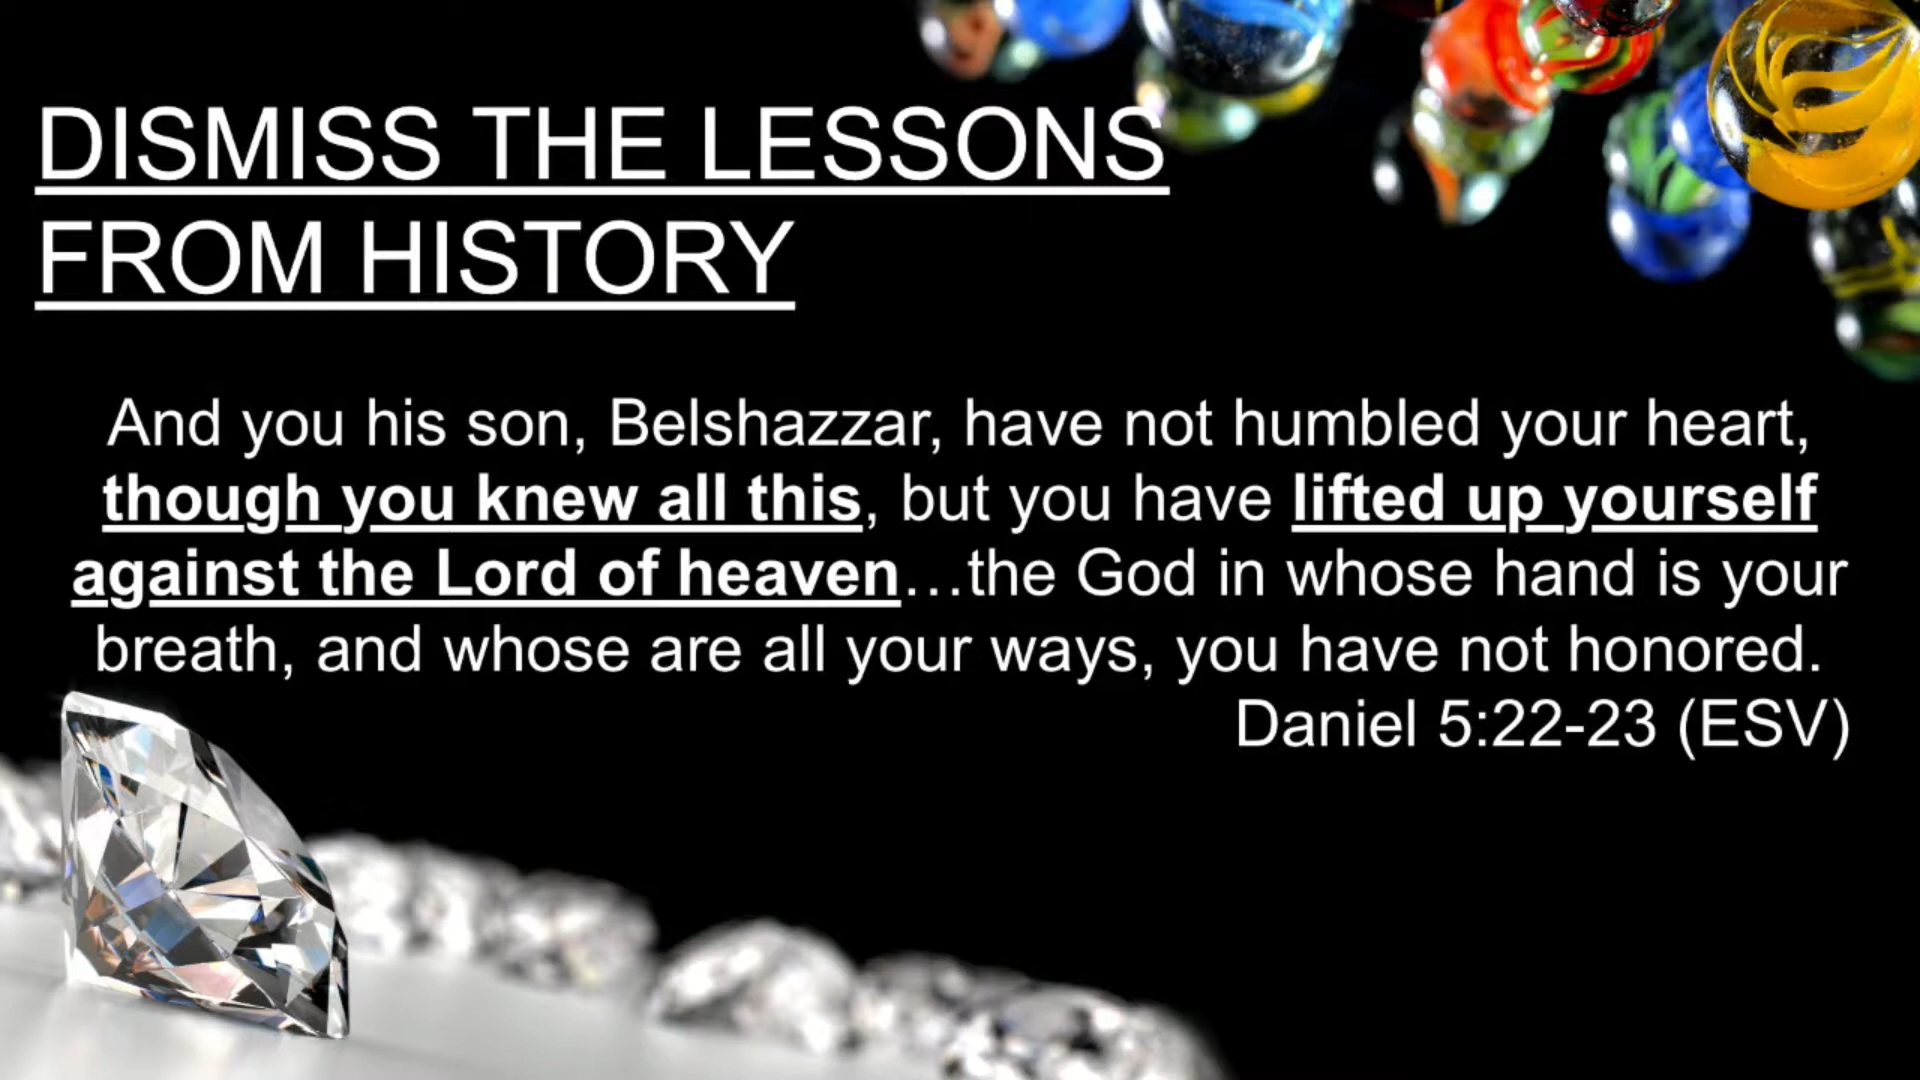 DISMISS THE LESSONS
FROM HISTORY
And you his son, Belshazzar, have not humbled your heart,
though you knew all this, but you have lifted up yourself
against the Lord of heaven…the God in whose hand is your
breath, and whose are all your ways, you have not honored.
Daniel 5:22-23 (ESV)